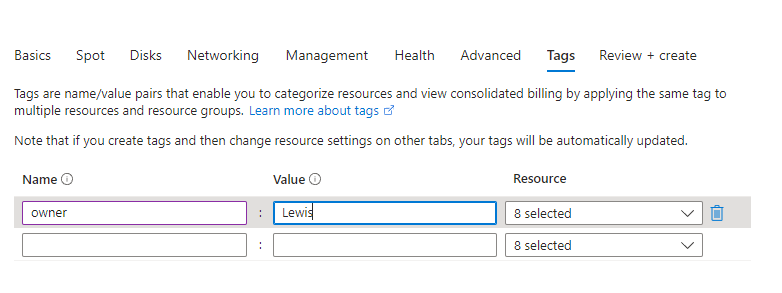 Basics Spot Disks Networking Management Health Advanced Tags Review + create
Tags are name/value pairs that enable you to categorize resources and view consolidated billing by applying the same tag to
multiple resources and resource groups. Learn more about tags
Note that if you create tags and then change resource settings on other tabs, your tags will be automatically updated.
Name Value Resource
owner : Lewis 8 selected
: 8 selected